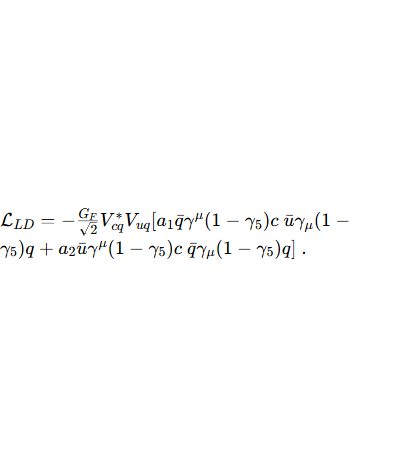 $\mathcal{L}_{LD} = -\frac{G_F}{\sqrt{2}} V_{cq}^* V_{uq} [a_1 \bar{q}\gamma^\mu (1-\gamma_5) c \; \bar{u}\gamma_\mu (1-$
$\gamma_5) q + a_2 \bar{u}\gamma^\mu (1-\gamma_5) c \; \bar{q}\gamma_\mu (1-\gamma_5) q] \; .$